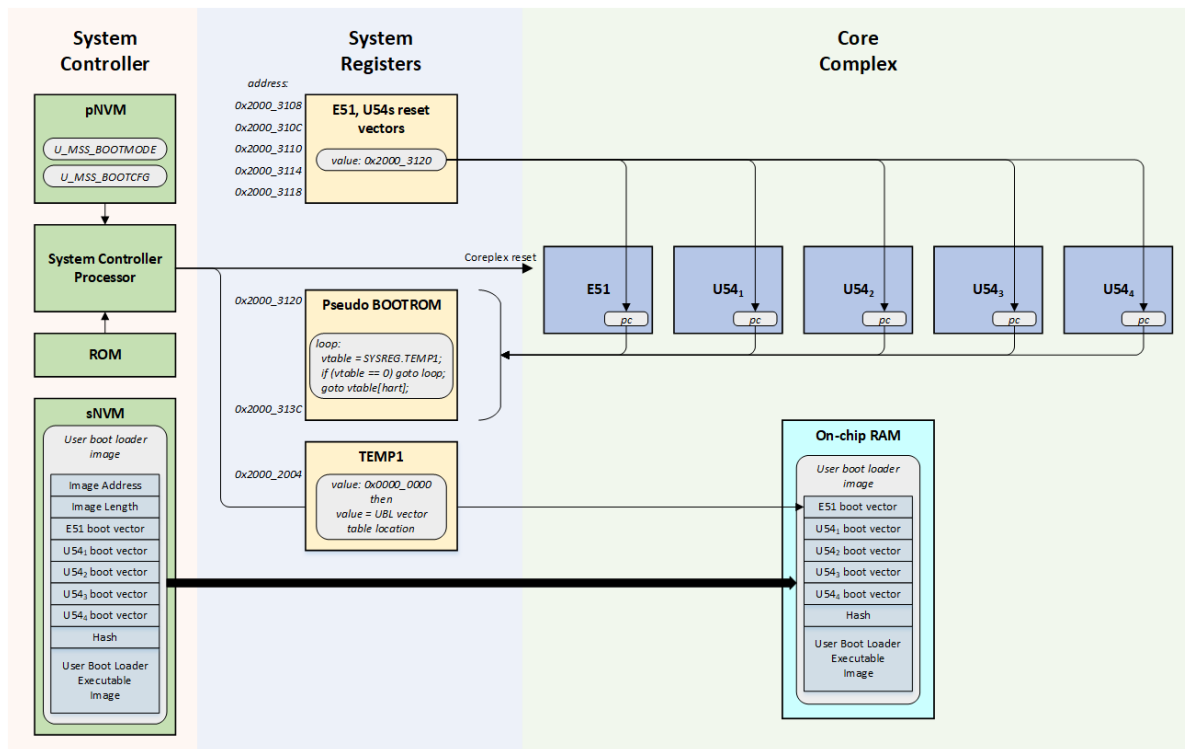 System
Controller
pNVM
U_MSS_BOOTMODE
U_MSS_BOOTCFG
System Controller
Processor
ROM
sNVM
User boot loader
image
Image Address
Image Length
E51 boot vector
U54₁ boot vector
U54₂ boot vector
U54₃ boot vector
U54₄ boot vector
Hash
User Boot Loader
Executable
Image
System
Registers
address:
0x2000_3108
0x2000_310C
0x2000_3110
0x2000_3114
0x2000_3118
E51, U54s reset
vectors
value: 0x2000_3120
0x2000_3120
Pseudo BOOTROM
loop:
vtable = SYSREG.TEMP1;
if (vtable == 0) goto loop;
goto vtable[hart];
0x2000_313C
TEMP1
0x2000_2004
value: 0x0000_0000
then
value = UBL vector
table location
Core
Complex
Coreplex reset
E51
pc
U54₁
pc
U54₂
pc
U54₃
pc
U54₄
pc
On-chip RAM
User boot loader
image
E51 boot vector
U54₁ boot vector
U54₂ boot vector
U54₃ boot vector
U54₄ boot vector
Hash
User Boot Loader
Executable
Image